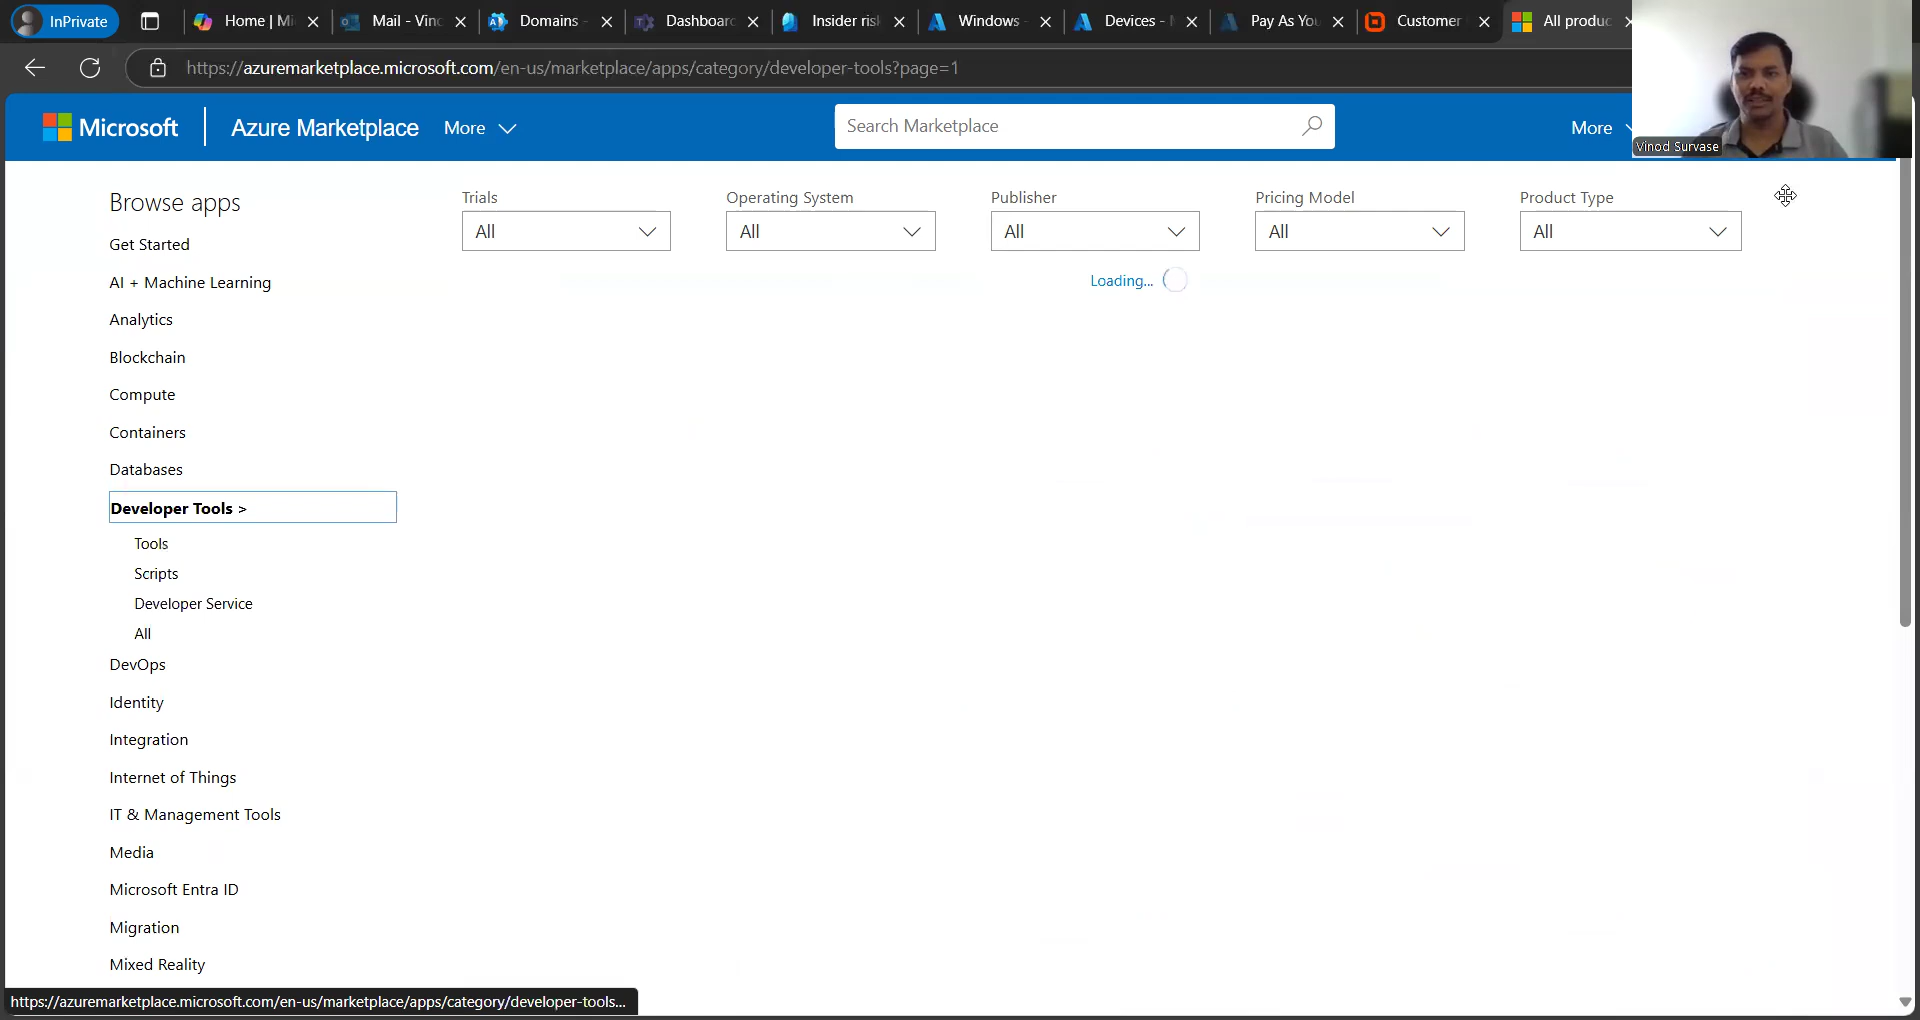 InPrivate
Home | Mi
Mail - Vinc
Domains -
Dashboard
Insider risk
Windows -
Devices - M
Pay As You
Customer
All produc
https://azuremarketplace.microsoft.com/en-us/marketplace/apps/category/developer-tools?page=1
Microsoft
Azure Marketplace
More
Search Marketplace
More
Vinod Survase
Browse apps
Get Started
AI + Machine Learning
Analytics
Blockchain
Compute
Containers
Databases
Developer Tools >
Tools
Scripts
Developer Service
All
DevOps
Identity
Integration
Internet of Things
IT & Management Tools
Media
Microsoft Entra ID
Migration
Mixed Reality
Trials
All
Operating System
All
Publisher
All
Pricing Model
All
Product Type
All
Loading...
https://azuremarketplace.microsoft.com/en-us/marketplace/apps/category/developer-tools...